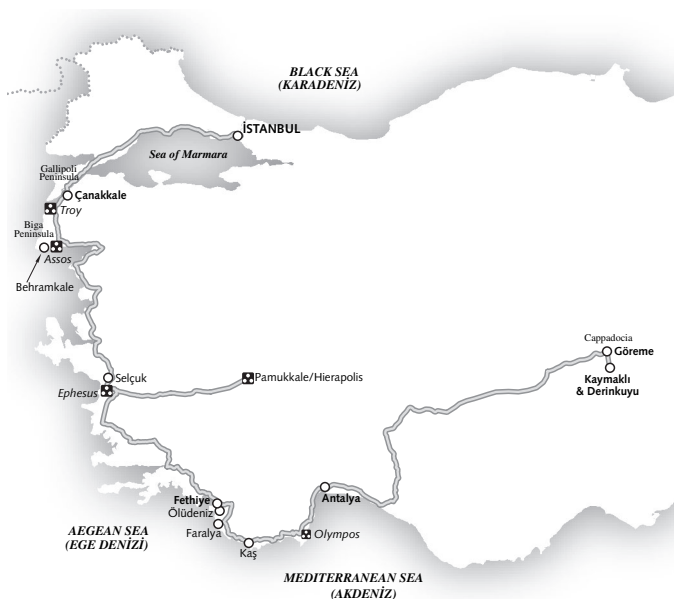 BLACK SEA
(KARADENİZ)
İSTANBUL
Sea of Marmara
Gallipoli
Peninsula
Çanakkale
Troy
Biga
Peninsula
Assos
Behramkale
Cappadocia
Göreme
Kaymaklı
& Derinkuyu
Selçuk
Pamukkale/Hierapolis
Ephesus
Antalya
Fethiye
Ölüdeniz
Faralya
Olympos
Kaş
AEGEAN SEA
(EGE DENİZİ)
MEDITERRANEAN SEA
(AKDENİZ)